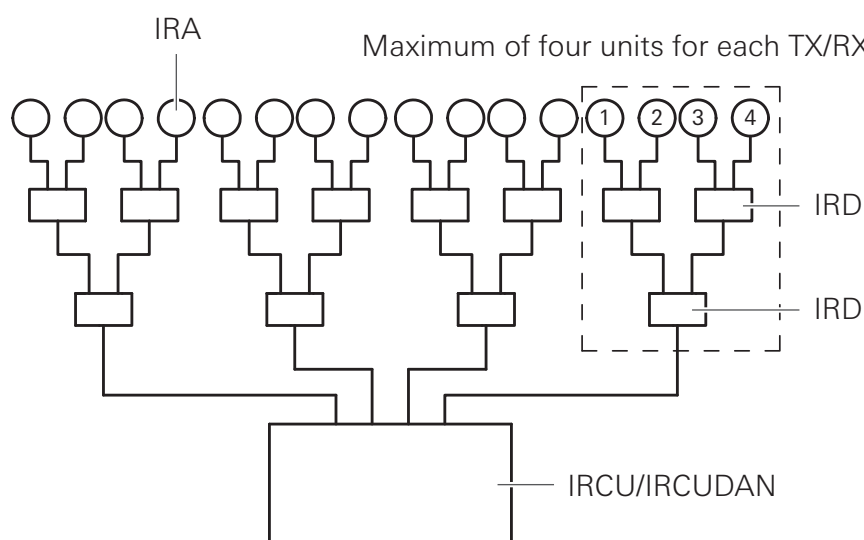 IRA
Maximum of four units for each TX/RX
1 2 3 4
IRD
IRD
IRCU/IRCUDAN